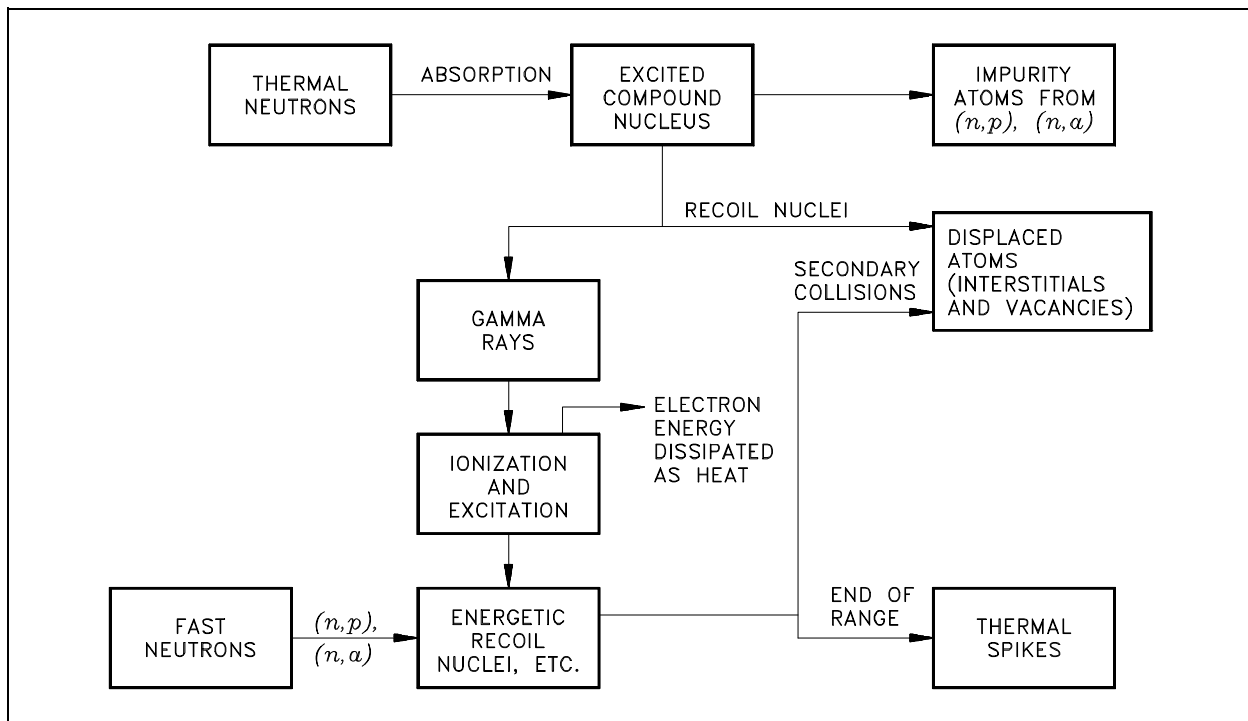 THERMAL
NEUTRONS
ABSORPTION
EXCITED
COMPOUND
NUCLEUS
IMPURITY
ATOMS FROM
(n,p), (n,a)
RECOIL NUCLEI
DISPLACED
ATOMS
(INTERSTITIALS
AND VACANCIES)
SECONDARY
COLLISIONS
GAMMA
RAYS
ELECTRON
ENERGY
DISSIPATED
AS HEAT
IONIZATION
AND
EXCITATION
FAST
NEUTRONS
(n,p),
(n,a)
ENERGETIC
RECOIL
NUCLEI, ETC.
END OF
RANGE
THERMAL
SPIKES